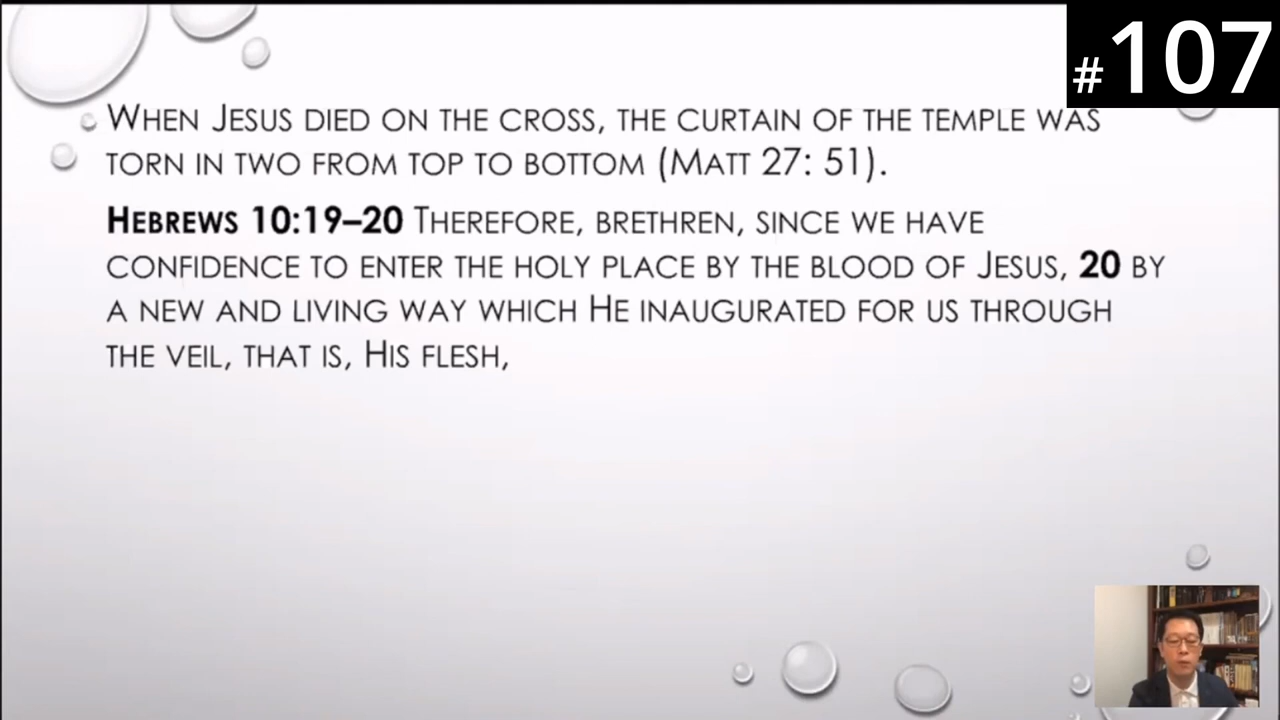 #107
When Jesus died on the cross, the curtain of the temple was
torn in two from top to bottom (Matt 27: 51).
Hebrews 10:19–20 Therefore, brethren, since we have
confidence to enter the holy place by the blood of Jesus, 20 by
a new and living way which He inaugurated for us through
the veil, that is, His flesh,